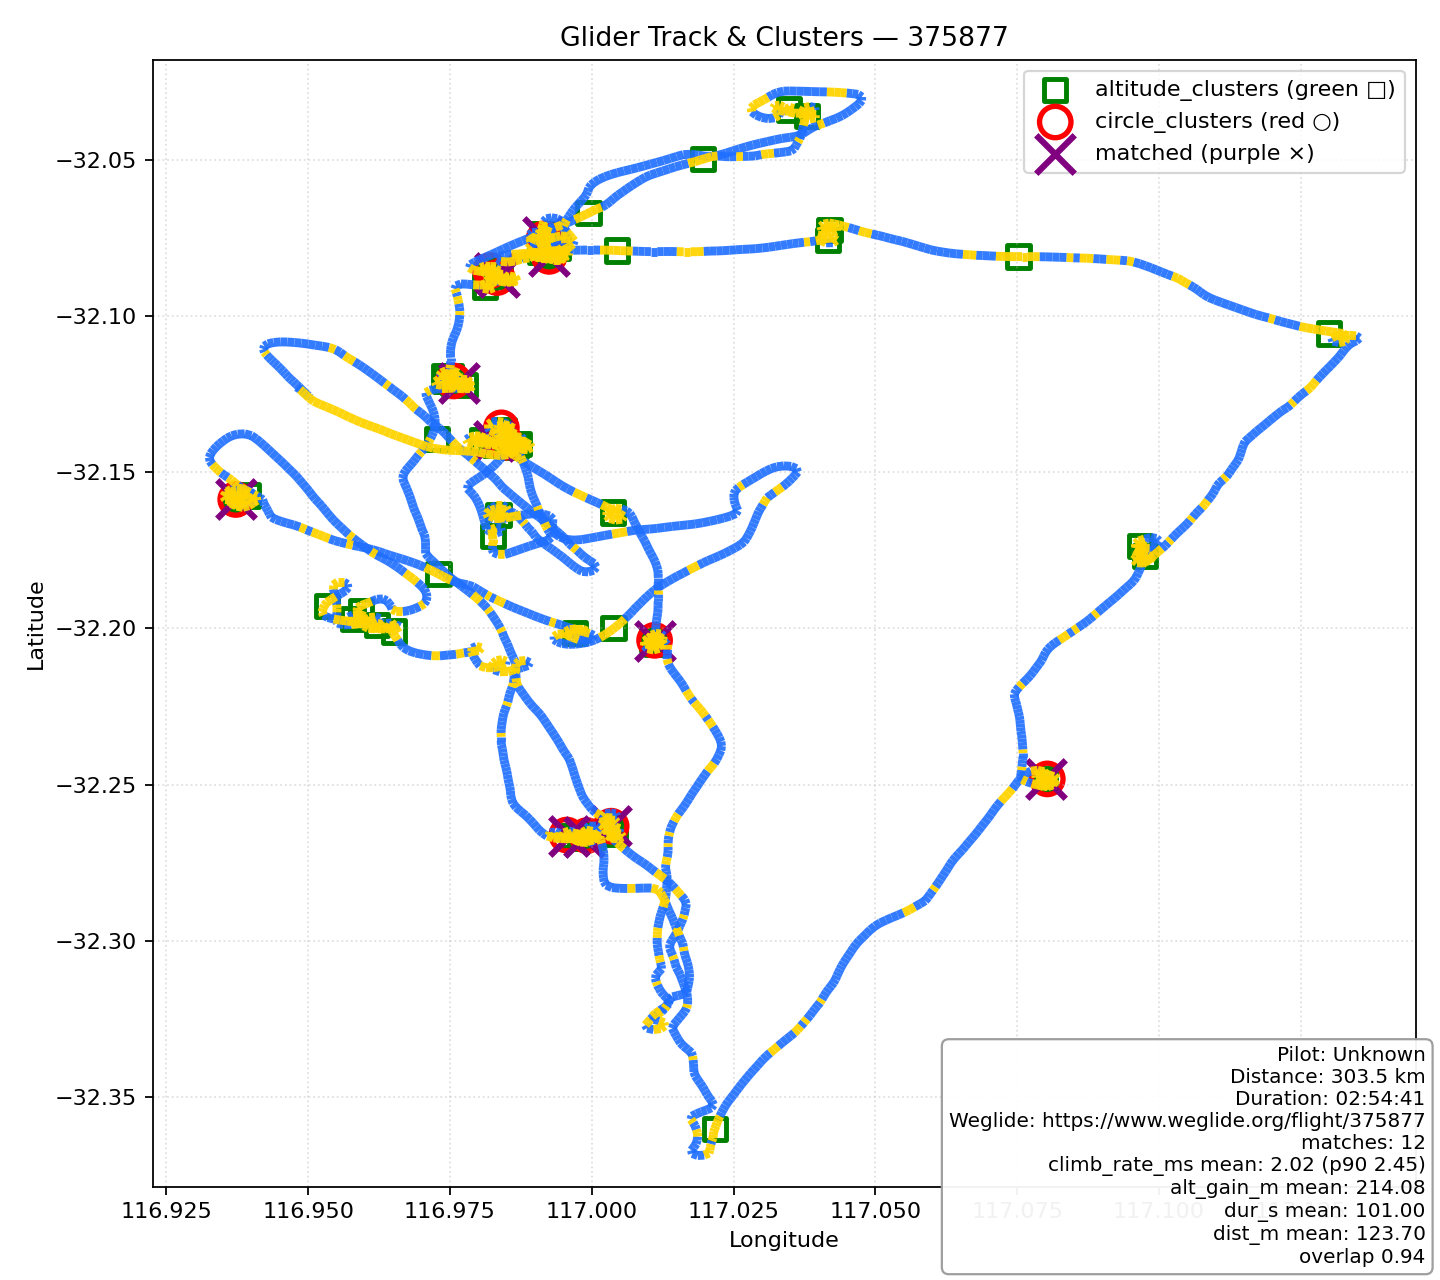 Glider Track & Clusters — 375877
altitude_clusters (green □)
circle_clusters (red ○)
matched (purple ×)
−32.05
−32.10
−32.15
−32.20
−32.25
−32.30
−32.35
Latitude
116.925 116.950 116.975 117.000 117.025 117.050 117.075 117.100
Longitude
Pilot: Unknown
Distance: 303.5 km
Duration: 02:54:41
Weglide: https://www.weglide.org/flight/375877
matches: 12
climb_rate_ms mean: 2.02 (p90 2.45)
alt_gain_m mean: 214.08
dur_s mean: 101.00
dist_m mean: 123.70
overlap 0.94